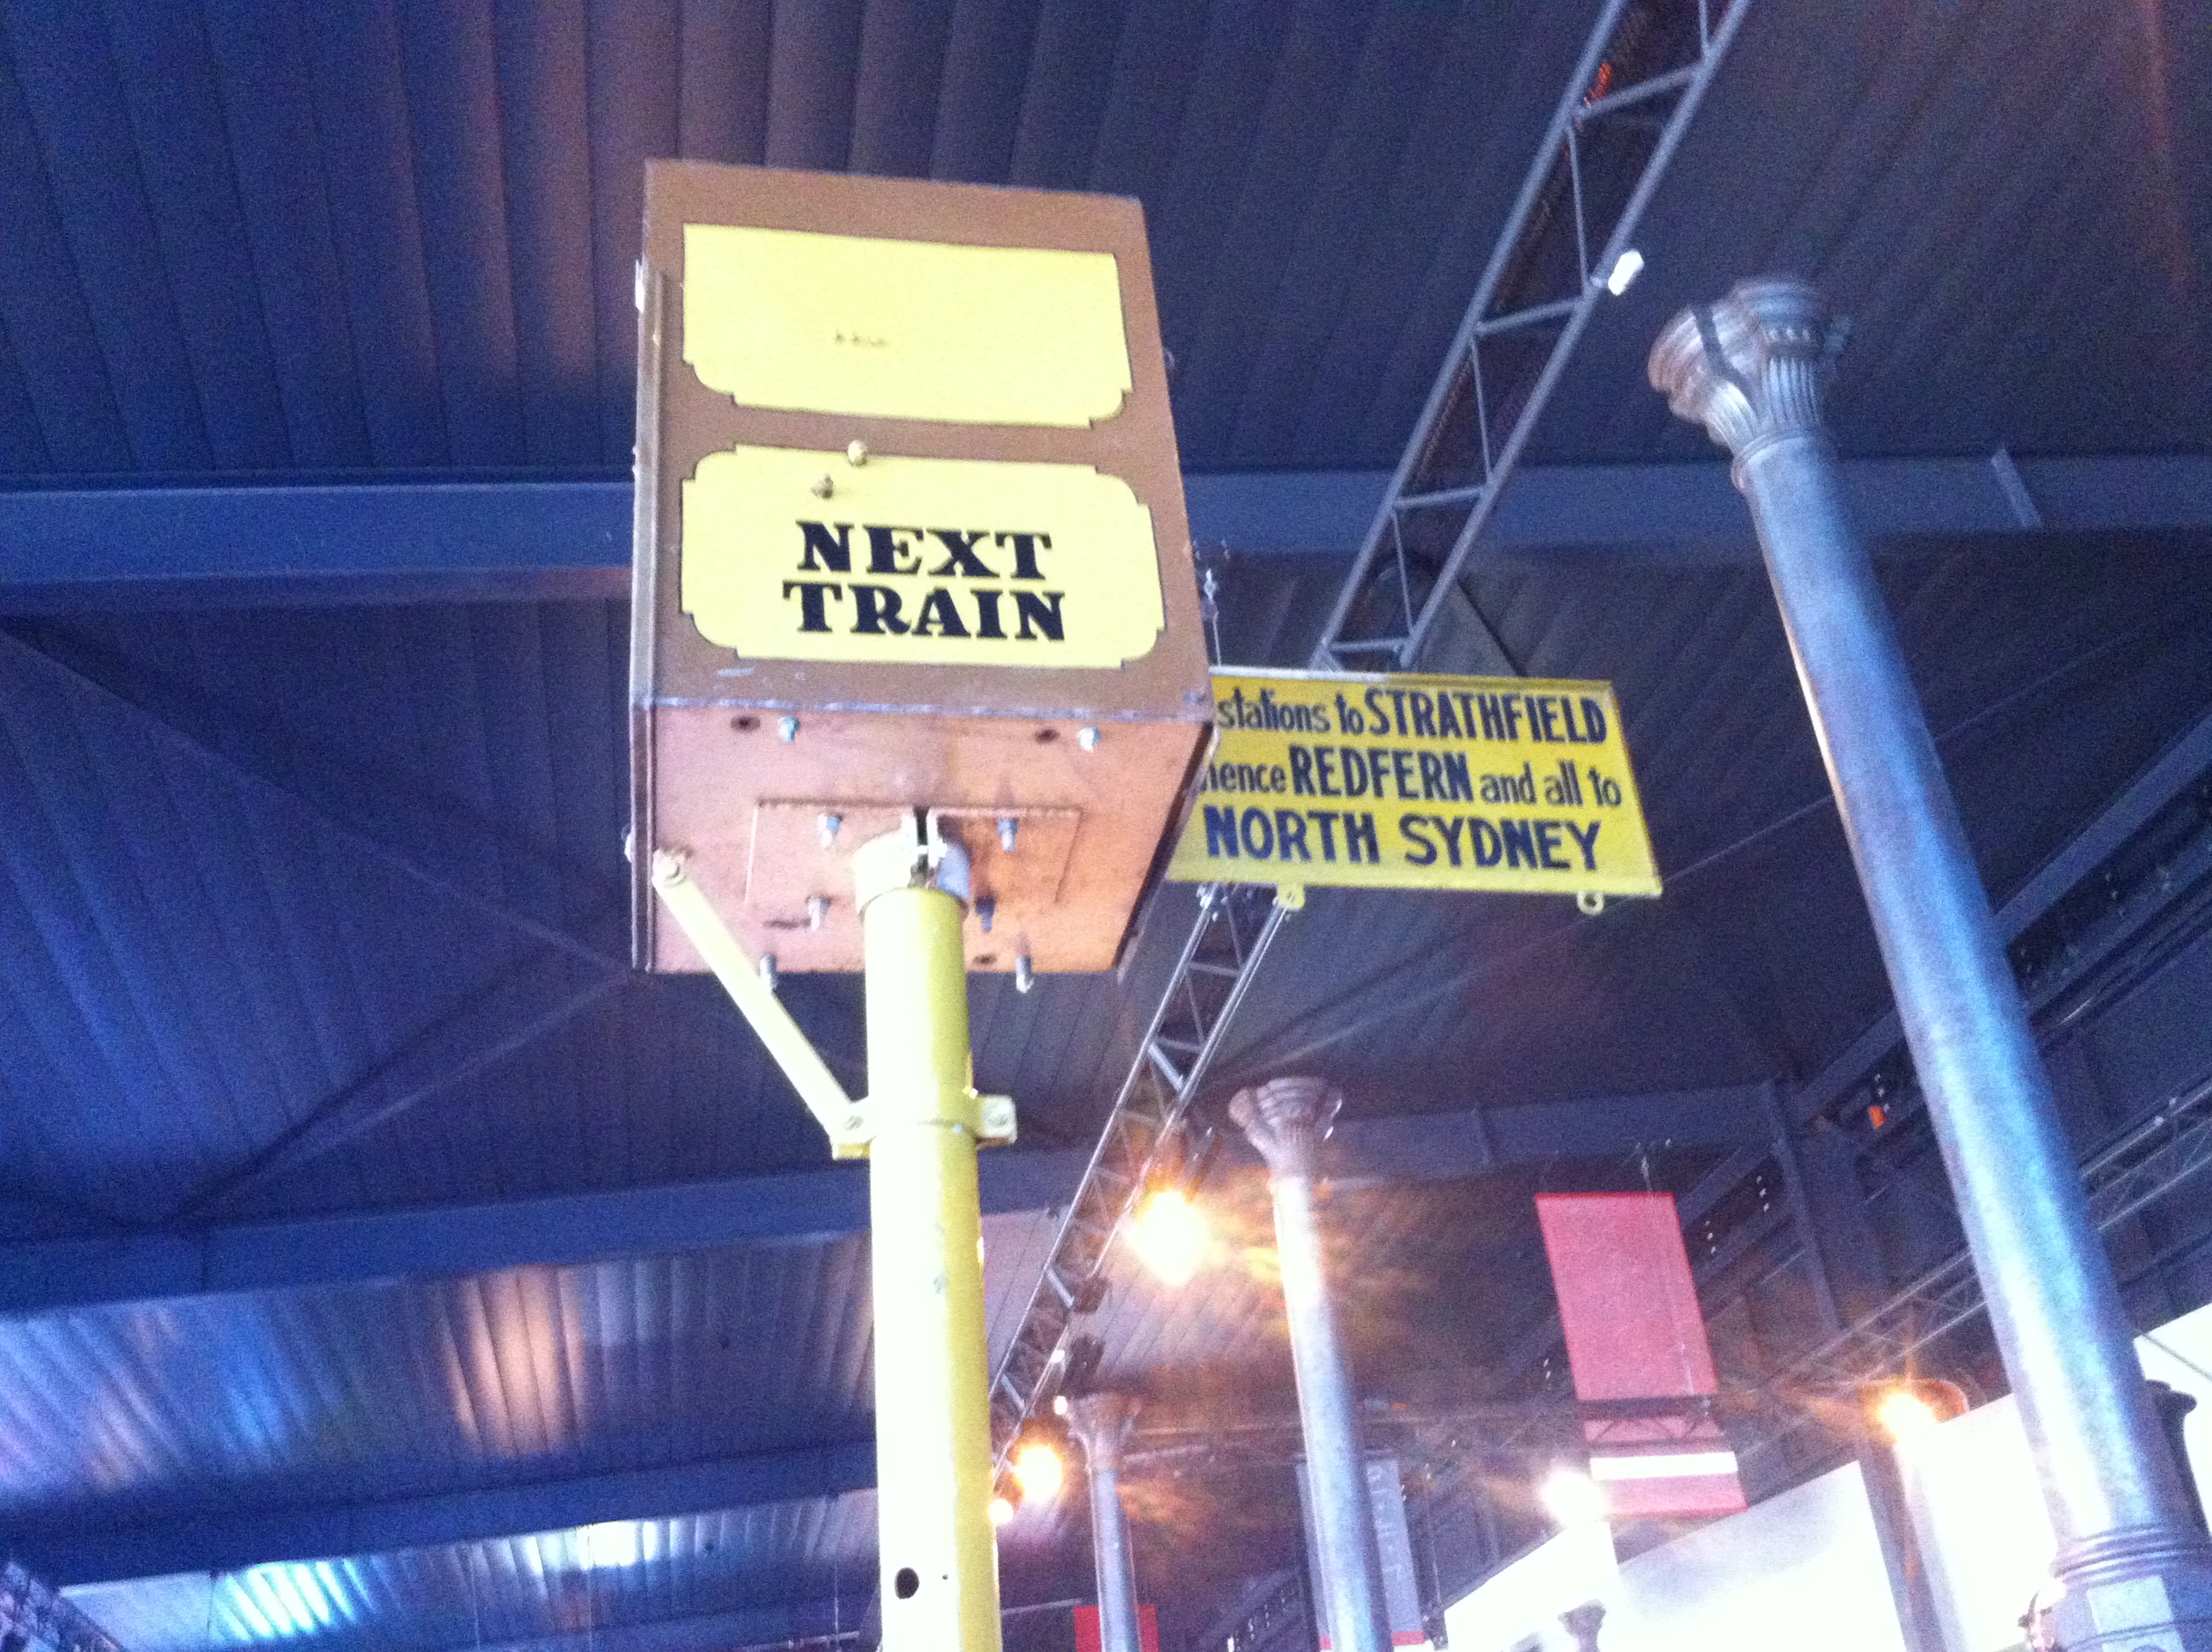 NEXT
TRAIN
stations to STRATHFIELD
hence REDFERN and all to
NORTH SYDNEY